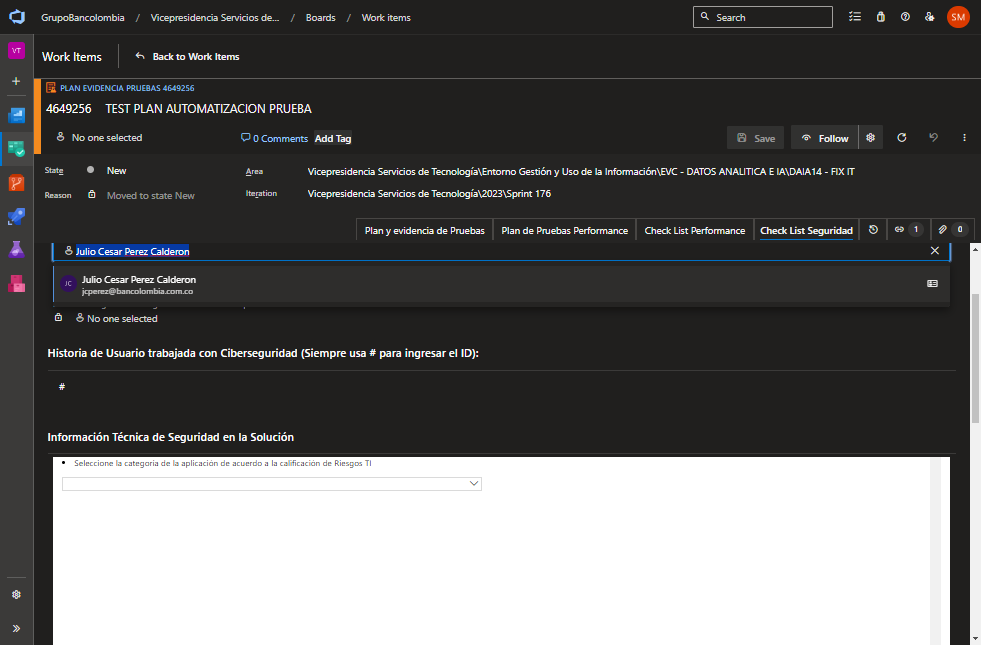 GrupoBancolombia / Vicepresidencia Servicios de... / Boards / Work items
Search
SM
VT
Work Items
Back to Work Items
PLAN EVIDENCIA PRUEBAS 4649256
4649256 TEST PLAN AUTOMATIZACION PRUEBA
No one selected
0 Comments
Add Tag
Save
Follow
State
New
Area
Vicepresidencia Servicios de Tecnología\Entorno Gestión y Uso de la Información\EVC - DATOS ANALITICA E IA\DAIA14 - FIX IT
Reason
Moved to state New
Iteration
Vicepresidencia Servicios de Tecnología\2023\Sprint 176
Plan y evidencia de Pruebas
Plan de Pruebas Performance
Check List Performance
Check List Seguridad
1
0
Julio Cesar Perez Calderon
JC
Julio Cesar Perez Calderon
jcperez@bancolombia.com.co
No one selected
Historia de Usuario trabajada con Ciberseguridad (Siempre usa # para ingresar el ID):
#
Información Técnica de Seguridad en la Solución
• Seleccione la categoria de la aplicación de acuerdo a la calificación de Riesgos TI